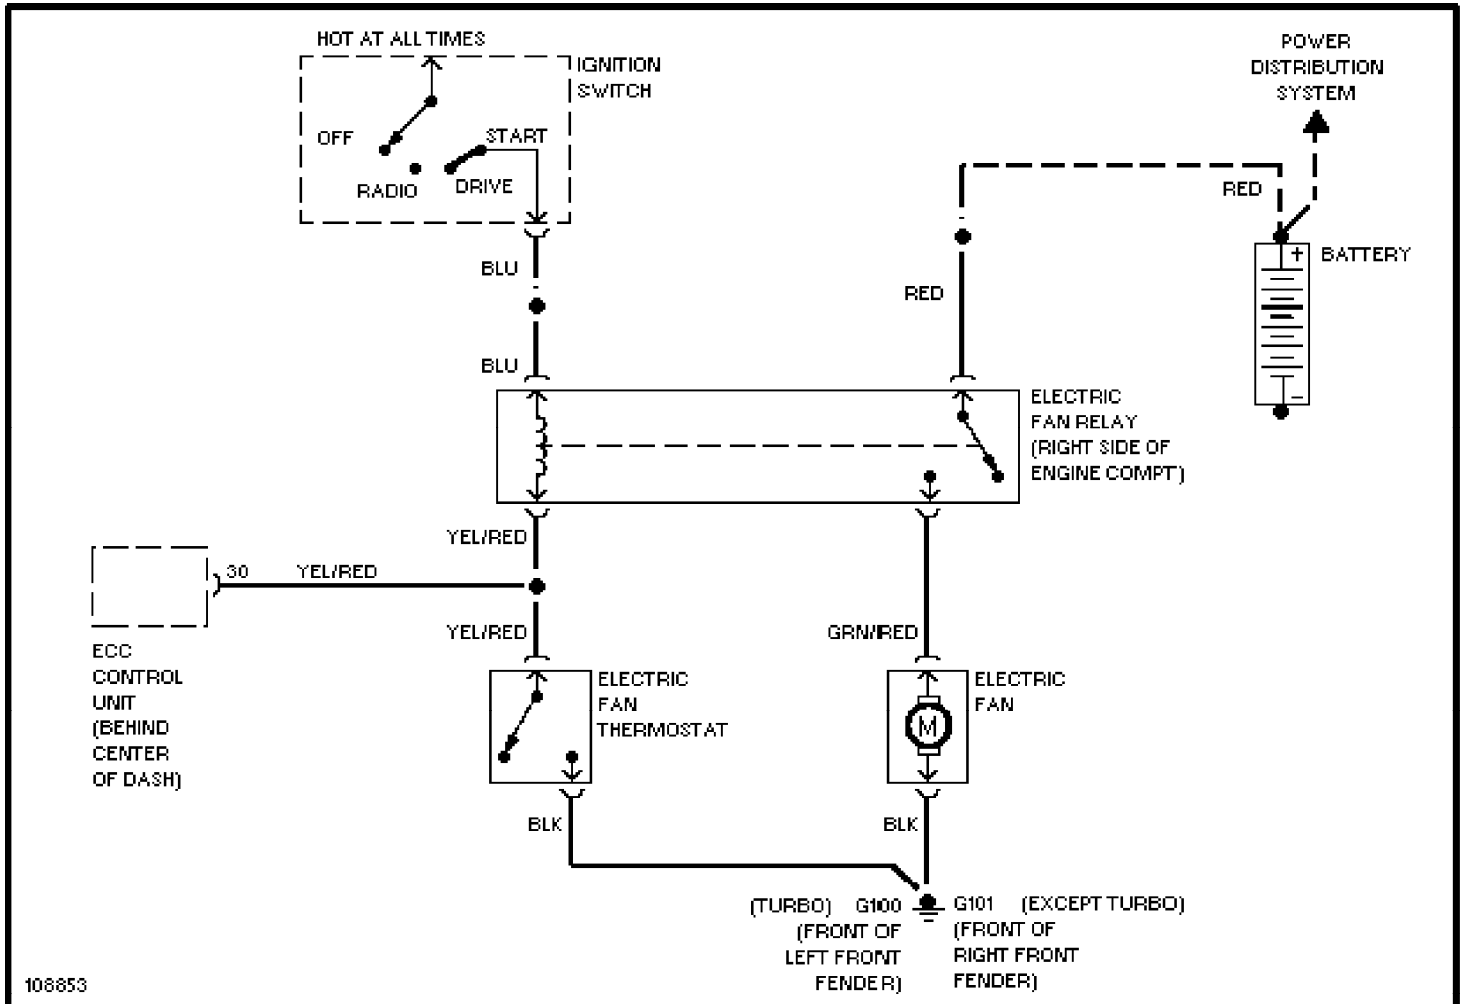 HOT AT ALL TIMES
IGNITION
SWITCH
OFF
START
RADIO
DRIVE
POWER
DISTRIBUTION
SYSTEM
RED
+
BATTERY
-
BLU
RED
BLU
ELECTRIC
FAN RELAY
(RIGHT SIDE OF
ENGINE COMPT)
YEL/RED
30
YEL/RED
YEL/RED
GRN/RED
ECC
CONTROL
UNIT
(BEHIND
CENTER
OF DASH)
ELECTRIC
FAN
THERMOSTAT
M
ELECTRIC
FAN
BLK
BLK
(TURBO) G100
(FRONT OF
LEFT FRONT
FENDER)
G101 (EXCEPT TURBO)
(FRONT OF
RIGHT FRONT
FENDER)
108853